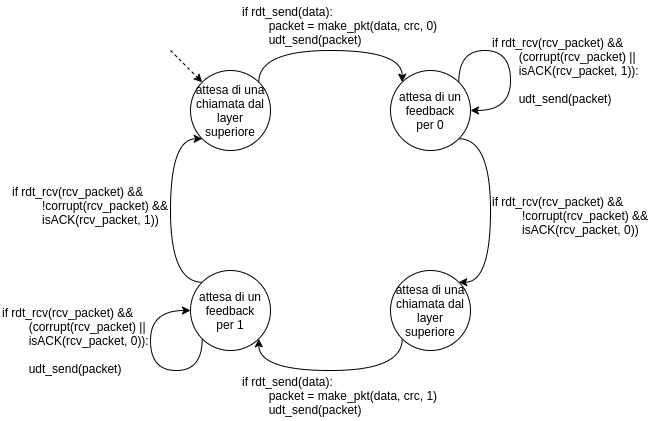 if rdt_send(data):
packet = make_pkt(data, crc, 0)
udt_send(packet)
if rdt_rcv(rcv_packet) &&
(corrupt(rcv_packet) ||
isACK(rcv_packet, 1)):
udt_send(packet)
attesa di una
chiamata dal
layer
superiore
attesa di un
feedback
per 0
if rdt_rcv(rcv_packet) &&
!corrupt(rcv_packet) &&
isACK(rcv_packet, 1))
if rdt_rcv(rcv_packet) &&
!corrupt(rcv_packet) &&
isACK(rcv_packet, 0))
attesa di un
feedback
per 1
attesa di una
chiamata dal
layer
superiore
if rdt_rcv(rcv_packet) &&
(corrupt(rcv_packet) ||
isACK(rcv_packet, 0)):
udt_send(packet)
if rdt_send(data):
packet = make_pkt(data, crc, 1)
udt_send(packet)